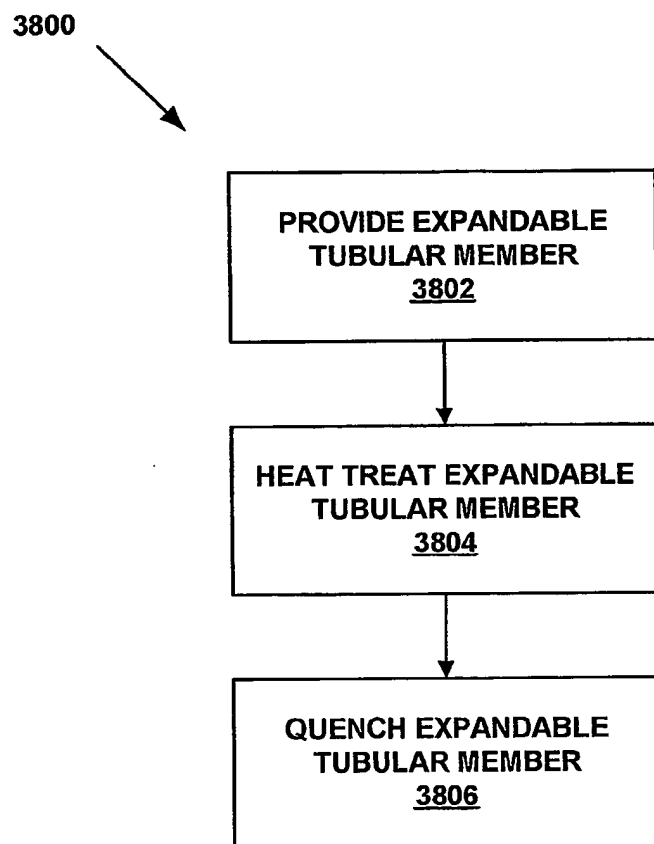 3800
PROVIDE EXPANDABLE
TUBULAR MEMBER
3802
HEAT TREAT EXPANDABLE
TUBULAR MEMBER
3804
QUENCH EXPANDABLE
TUBULAR MEMBER
3806